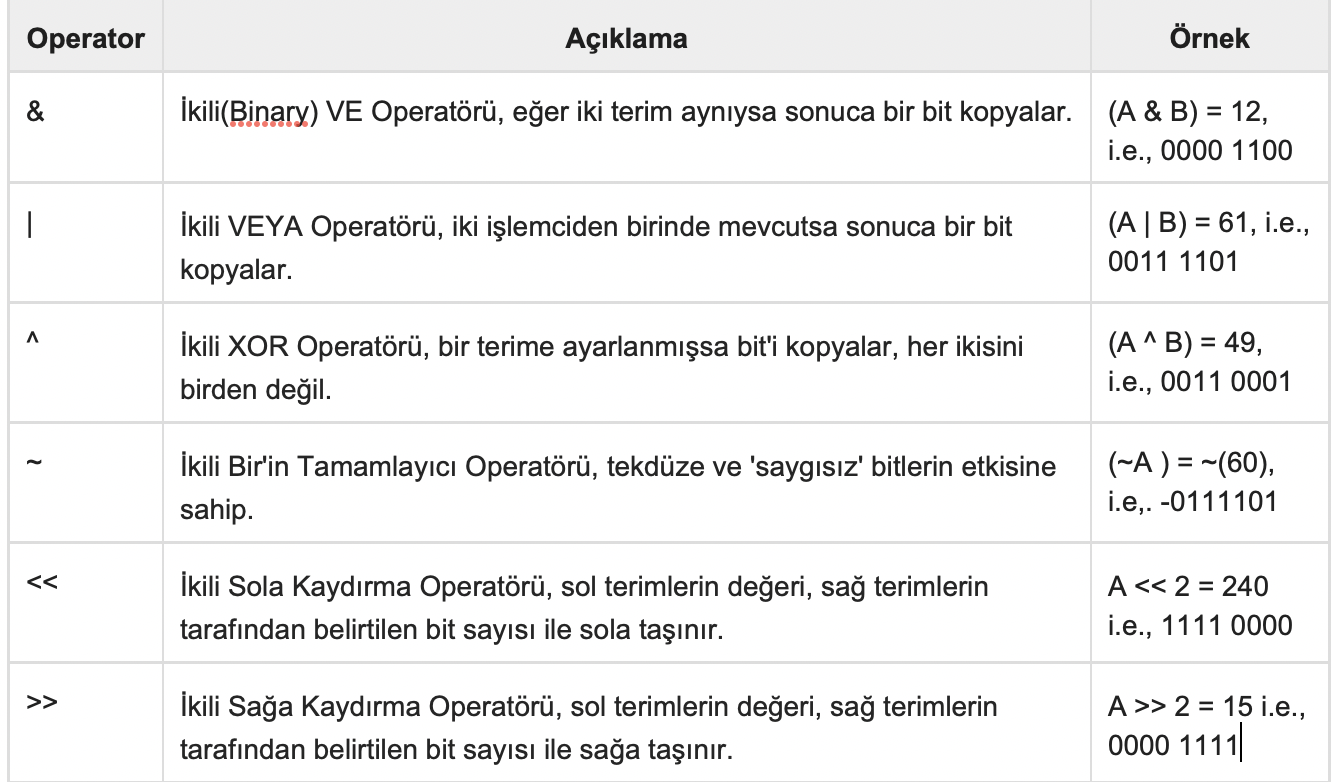 Operator Açıklama Örnek
& İkili(Binary) VE Operatörü, eğer iki terim aynıysa sonuca bir bit kopyalar. (A & B) = 12,
i.e., 0000 1100
| İkili VEYA Operatörü, iki işlemciden birinde mevcutsa sonuca bir bit
kopyalar.
(A | B) = 61, i.e.,
0011 1101
^ İkili XOR Operatörü, bir terime ayarlanmışsa bit'i kopyalar, her ikisini
birden değil.
(A ^ B) = 49,
i.e., 0011 0001
~ İkili Bir'in Tamamlayıcı Operatörü, tekdüze ve 'saygısız' bitlerin etkisine
sahip.
(~A ) = ~(60),
i.e,. -0111101
<< İkili Sola Kaydırma Operatörü, sol terimlerin değeri, sağ terimlerin
tarafından belirtilen bit sayısı ile sola taşınır.
A << 2 = 240
i.e., 1111 0000
>> İkili Sağa Kaydırma Operatörü, sol terimlerin değeri, sağ terimlerin
tarafından belirtilen bit sayısı ile sağa taşınır.
A >> 2 = 15 i.e.,
0000 1111